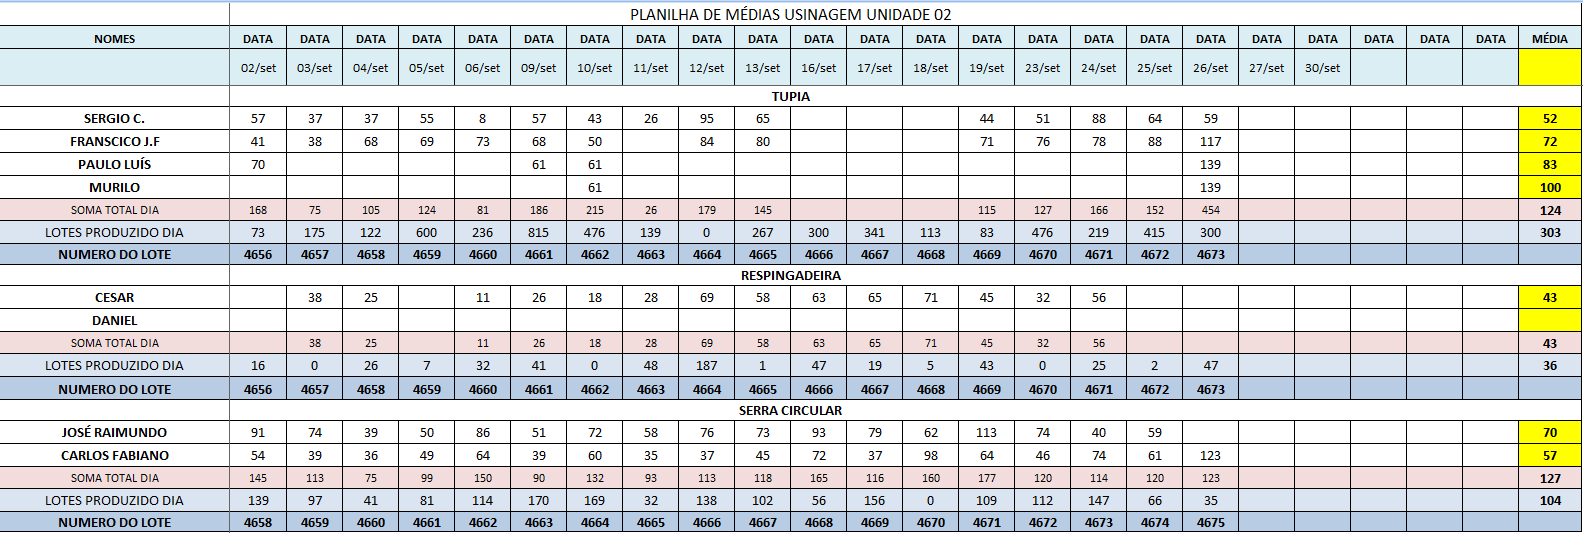 PLANILHA DE MÉDIAS USINAGEM UNIDADE 02
NOMES DATA DATA DATA DATA DATA DATA DATA DATA DATA DATA DATA DATA DATA DATA DATA DATA DATA DATA DATA DATA DATA DATA DATA MÉDIA
02/set 03/set 04/set 05/set 06/set 09/set 10/set 11/set 12/set 13/set 16/set 17/set 18/set 19/set 23/set 24/set 25/set 26/set 27/set 30/set
TUPIA
SERGIO C. 57 37 37 55 8 57 43 26 95 65 44 51 88 64 59 52
FRANSCICO J.F 41 38 68 69 73 68 50 84 80 71 76 78 88 117 72
PAULO LUÍS 70 61 61 139 83
MURILO 61 139 100
SOMA TOTAL DIA 168 75 105 124 81 186 215 26 179 145 115 127 166 152 454 124
LOTES PRODUZIDO DIA 73 175 122 600 236 815 476 139 0 267 300 341 113 83 476 219 415 300 303
NUMERO DO LOTE 4656 4657 4658 4659 4660 4661 4662 4663 4664 4665 4666 4667 4668 4669 4670 4671 4672 4673
RESPINGADEIRA
CESAR 38 25 11 26 18 28 69 58 63 65 71 45 32 56 43
DANIEL
SOMA TOTAL DIA 38 25 11 26 18 28 69 58 63 65 71 45 32 56 43
LOTES PRODUZIDO DIA 16 0 26 7 32 41 0 48 187 1 47 19 5 43 0 25 2 47 36
NUMERO DO LOTE 4656 4657 4658 4659 4660 4661 4662 4663 4664 4665 4666 4667 4668 4669 4670 4671 4672 4673
SERRA CIRCULAR
JOSÉ RAIMUNDO 91 74 39 50 86 51 72 58 76 73 93 79 62 113 74 40 59 70
CARLOS FABIANO 54 39 36 49 64 39 60 35 37 45 72 37 98 64 46 74 61 123 57
SOMA TOTAL DIA 145 113 75 99 150 90 132 93 113 118 165 116 160 177 120 114 120 123 127
LOTES PRODUZIDO DIA 139 97 41 81 114 170 169 32 138 102 56 156 0 109 112 147 66 35 104
NUMERO DO LOTE 4658 4659 4660 4661 4662 4663 4664 4665 4666 4667 4668 4669 4670 4671 4672 4673 4674 4675